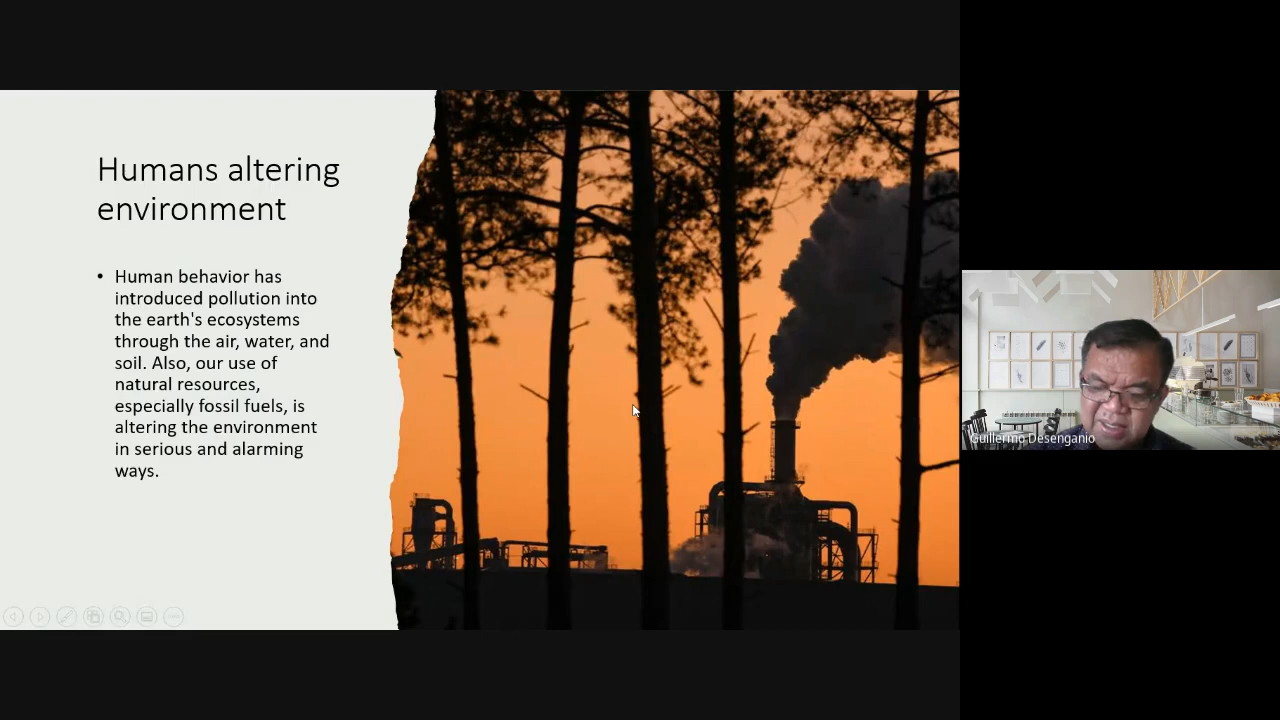 Humans altering
environment
• Human behavior has
introduced pollution into
the earth's ecosystems
through the air, water, and
soil. Also, our use of
natural resources,
especially fossil fuels, is
altering the environment
in serious and alarming
ways.
Guillermo Desenganio